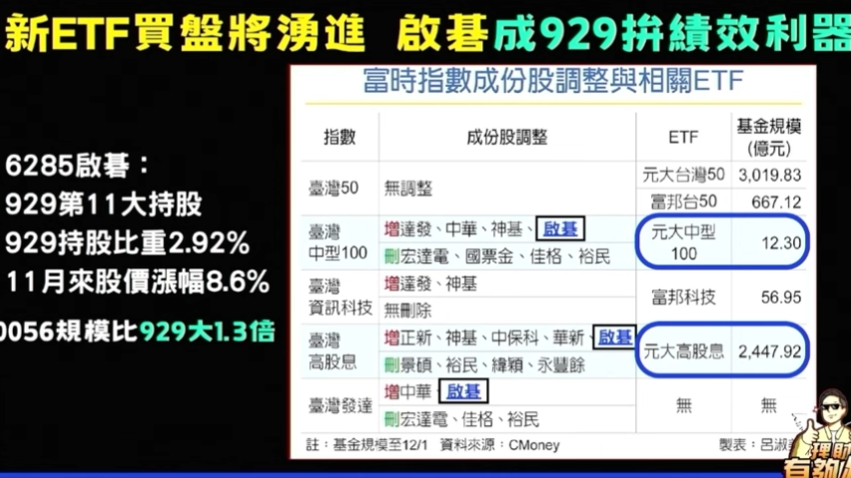 新ETF買盤將湧進 啟碁成929拚績效利器
富時指數成份股調整與相關ETF
6285啟碁：
929第11大持股
929持股比重2.92%
11月來股價漲幅8.6%
0056規模比929大1.3倍
指數 成份股調整 ETF 基金規模
(億元)
臺灣50 無調整 元大台灣50 3,019.83
富邦台50 667.12
臺灣
中型100
增達發、中華、神基、啟碁
刪宏達電、國票金、佳格、裕民
元大中型
100
12.30
臺灣
資訊科技
增達發、神基
無刪除
富邦科技 56.95
臺灣
高股息
增正新、神基、中保科、華新、啟碁
刪景碩、裕民、緯穎、永豐餘
元大高股息 2,447.92
臺灣發達
增中華、啟碁
刪宏達電、佳格、裕民
無 無
註：基金規模至12/1 資料來源：CMoney 製表：呂淑
理財
有夠